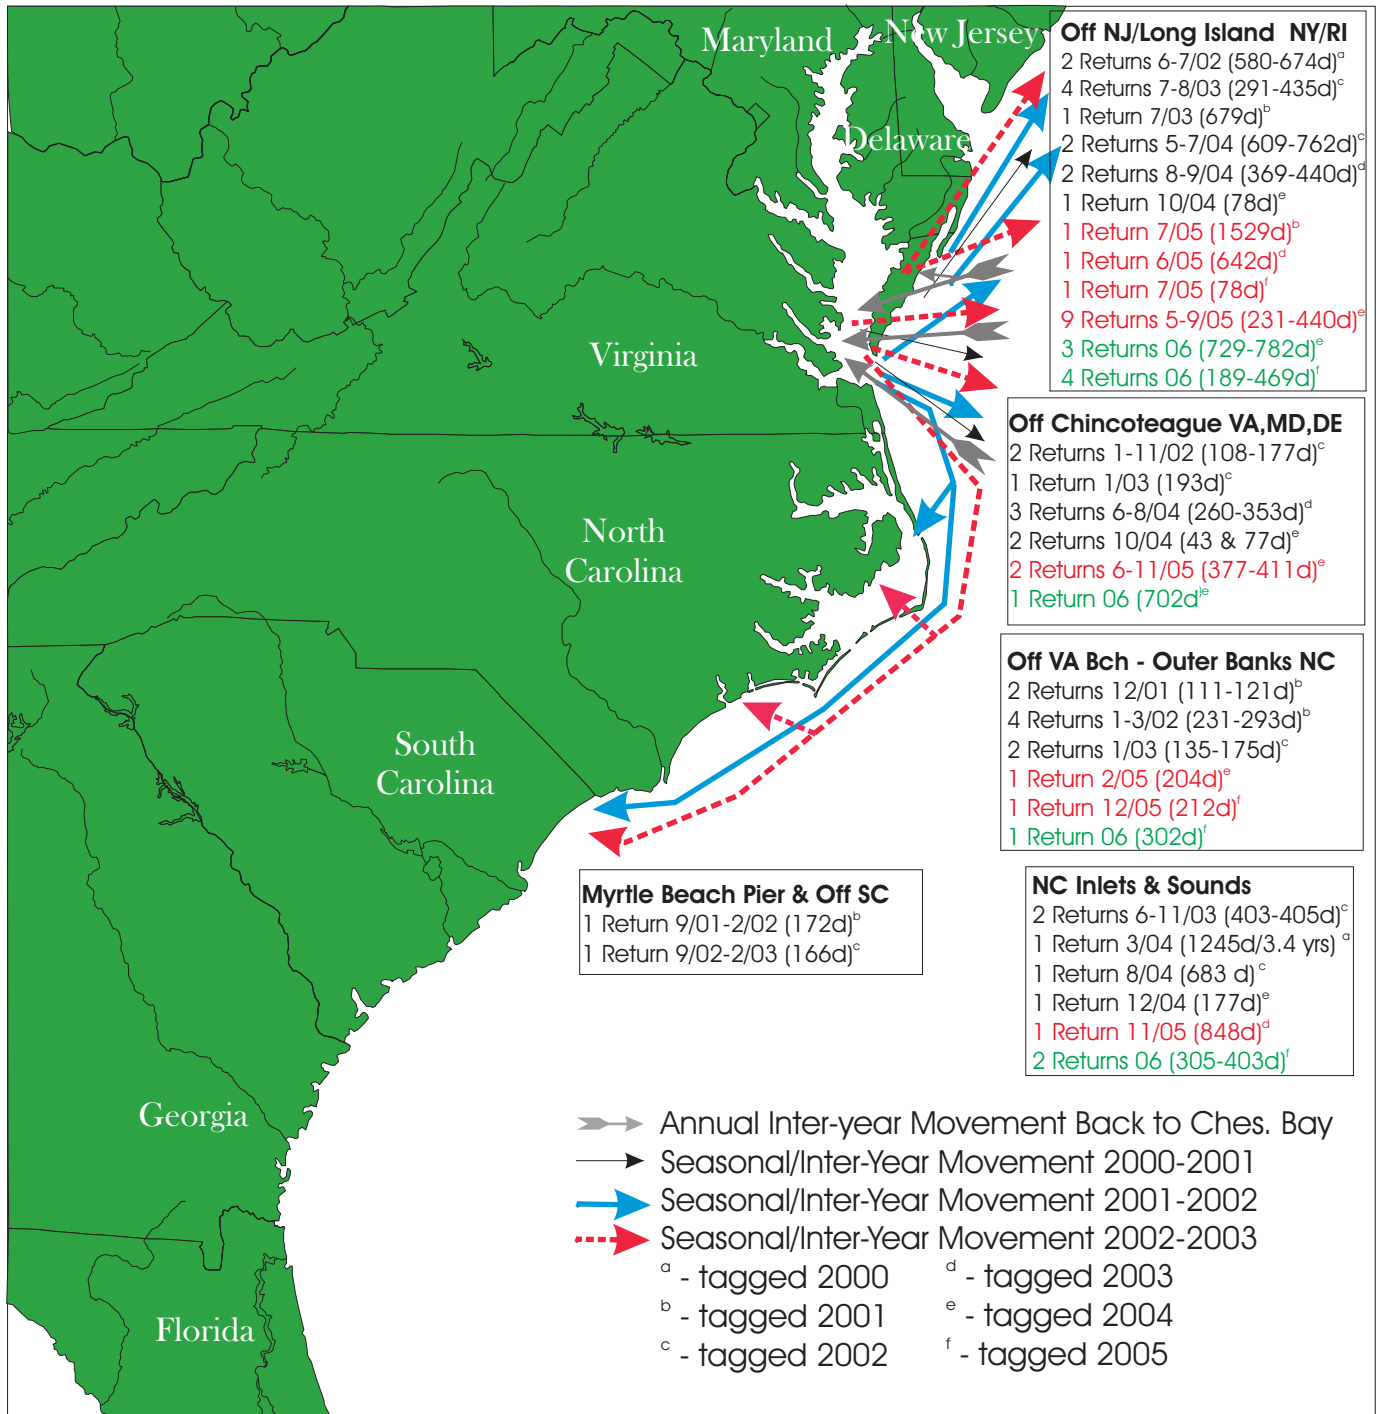 Maryland
New Jersey
Delaware
Virginia
North
Carolina
South
Carolina
Georgia
Florida
Off NJ/Long Island NY/RI
2 Returns 6-7/02 (580-674d)ᵃ
4 Returns 7-8/03 (291-435d)ᶜ
1 Return 7/03 (679d)ᵇ
2 Returns 5-7/04 (609-762d)ᶜ
2 Returns 8-9/04 (369-440d)ᵈ
1 Return 10/04 (78d)ᵉ
1 Return 7/05 (1529d)ᵇ
1 Return 6/05 (642d)ᵈ
1 Return 7/05 (78d)ᶠ
9 Returns 5-9/05 (231-440d)ᵉ
3 Returns 06 (729-782d)ᵉ
4 Returns 06 (189-469d)ᶠ
Off Chincoteague VA,MD,DE
2 Returns 1-11/02 (108-177d)ᶜ
1 Return 1/03 (193d)ᶜ
3 Returns 6-8/04 (260-353d)ᵈ
2 Returns 10/04 (43 & 77d)ᵉ
2 Returns 6-11/05 (377-411d)ᵉ
1 Return 06 (702d)ᵉ
Off VA Bch - Outer Banks NC
2 Returns 12/01 (111-121d)ᵇ
4 Returns 1-3/02 (231-293d)ᵇ
2 Returns 1/03 (135-175d)ᶜ
1 Return 2/05 (204d)ᵉ
1 Return 12/05 (212d)ᶠ
1 Return 06 (302d)ᶠ
NC Inlets & Sounds
2 Returns 6-11/03 (403-405d)ᶜ
1 Return 3/04 (1245d/3.4 yrs) ᵃ
1 Return 8/04 (683 d) ᶜ
1 Return 12/04 (177d)ᵉ
1 Return 11/05 (848d)ᵈ
2 Returns 06 (305-403d)ᶠ
Myrtle Beach Pier & Off SC
1 Return 9/01-2/02 (172d)ᵇ
1 Return 9/02-2/03 (166d)ᶜ
Annual Inter-year Movement Back to Ches. Bay
Seasonal/Inter-Year Movement 2000-2001
Seasonal/Inter-Year Movement 2001-2002
Seasonal/Inter-Year Movement 2002-2003
ᵃ - tagged 2000
ᵇ - tagged 2001
ᶜ - tagged 2002
ᵈ - tagged 2003
ᵉ - tagged 2004
ᶠ - tagged 2005